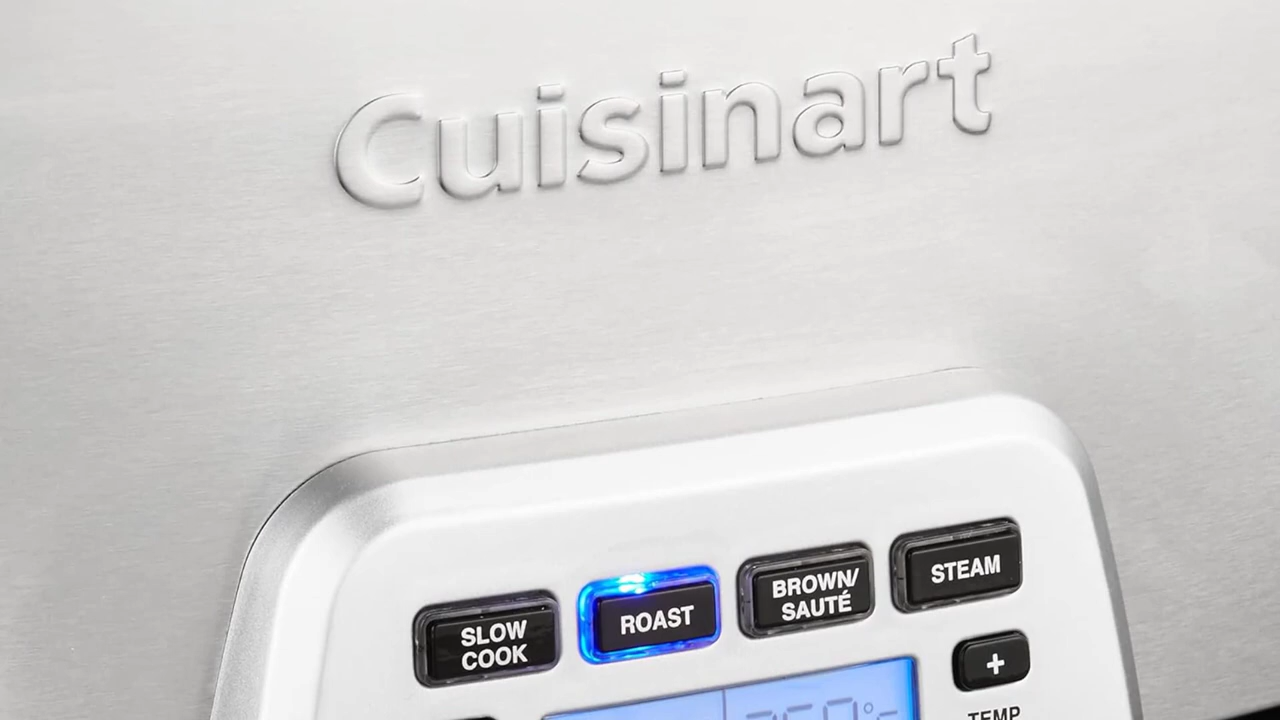 Cuisinart
SLOW
COOK
ROAST
BROWN/
SAUTÉ
STEAM
+
TEMP